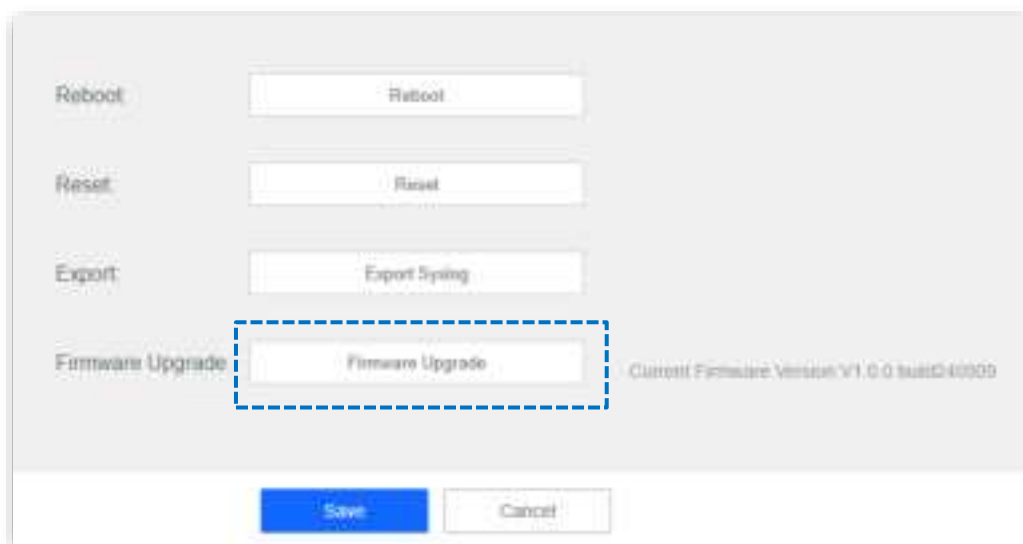 Reboot Reboot
Reset Reset
Export Export Syslog
Firmware Upgrade Firmware Upgrade Current Firmware Version V1.0.0
Save Cancel